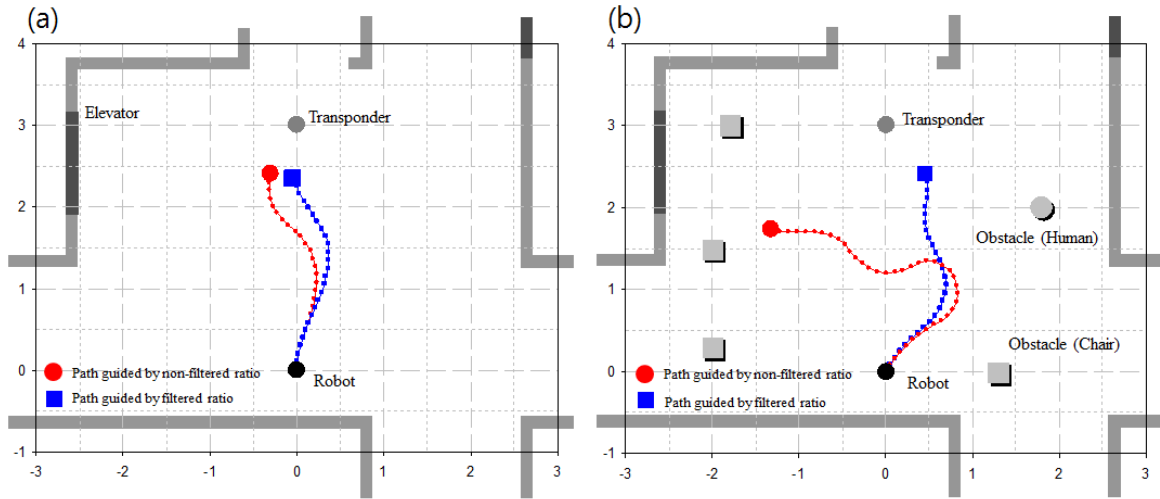 (a)
4
3
2
1
0
-1
-3
-2
-1
0
1
2
3
Elevator
Transponder
Path guided by non-filtered ratio
Path guided by filtered ratio
Robot
(b)
4
3
2
1
0
-1
-3
-2
-1
0
1
2
3
Transponder
Obstacle (Human)
Obstacle (Chair)
Path guided by non-filtered ratio
Path guided by filtered ratio
Robot